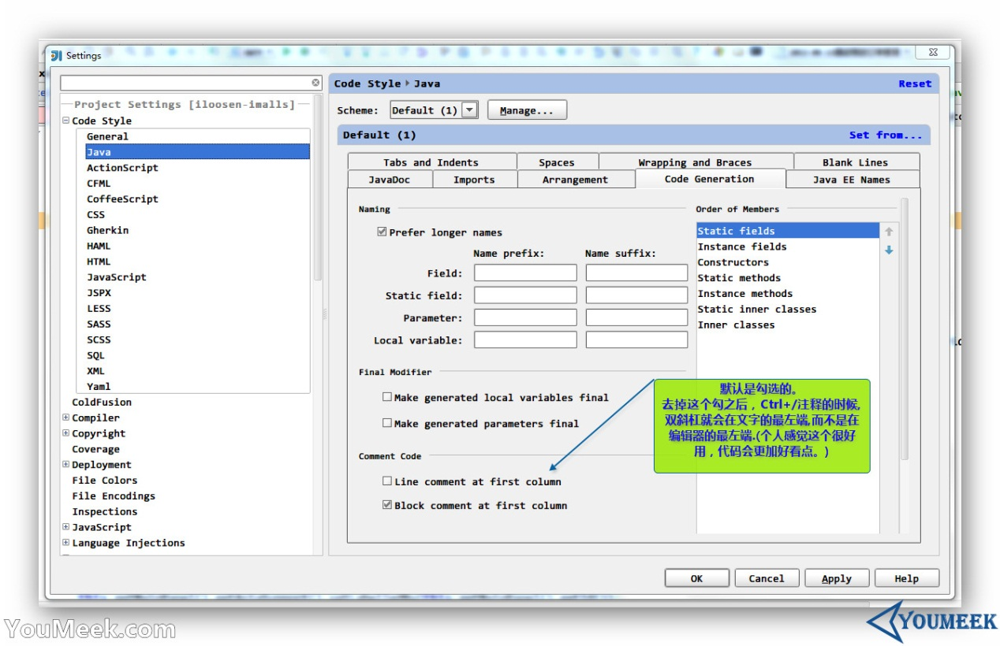 Settings
Project Settings [iloosen-imalls]
Code Style
General
Java
ActionScript
CFML
CoffeeScript
CSS
Gherkin
HAML
HTML
JavaScript
JSPX
LESS
SASS
SCSS
SQL
XML
Yaml
ColdFusion
Compiler
Copyright
Coverage
Deployment
File Colors
File Encodings
Inspections
JavaScript
Language Injections
Code Style Java
Reset
Scheme: Default (1) Manage...
Default (1)
Set from...
Tabs and Indents Spaces Wrapping and Braces Blank Lines
JavaDoc Imports Arrangement Code Generation Java EE Names
Naming
Prefer longer names
Name prefix: Name suffix:
Field:
Static field:
Parameter:
Local variable:
Final Modifier
Make generated local variables final
Make generated parameters final
Comment Code
Line comment at first column
Block comment at first column
Order of Members
Static fields
Instance fields
Constructors
Static methods
Instance methods
Static inner classes
Inner classes
默认是勾选的。
去掉这个勾之后，Ctrl+/注释的时候,
双斜杠就会在文字的最左端,而不是在
编辑器的最左端.(个人感觉这个很好
用，代码会更加好看点。)
OK Cancel Apply Help
YouMeek.com
YOUMEEK